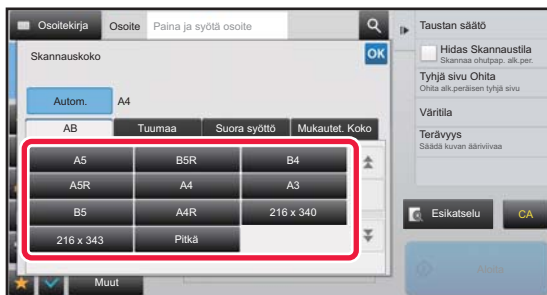 Osoitekirja
Osoite
Paina ja syötä osoite
Skannauskoko
OK
Autom.
A4
AB
Tuumaa
Suora syöttö
Mukautet. Koko
A5
B5R
B4
A5R
A4
A3
B5
A4R
216 x 340
216 x 343
Pitkä
Muut
Taustan säätö
Hidas Skannaustila
Skannaa ohutpap. alk.per.
Tyhjä sivu Ohita
Ohita alk.peräisen tyhjä sivu
Väritila
Terävyys
Säädä kuvan ääriviivaa
Esikatselu
CA
Aloita